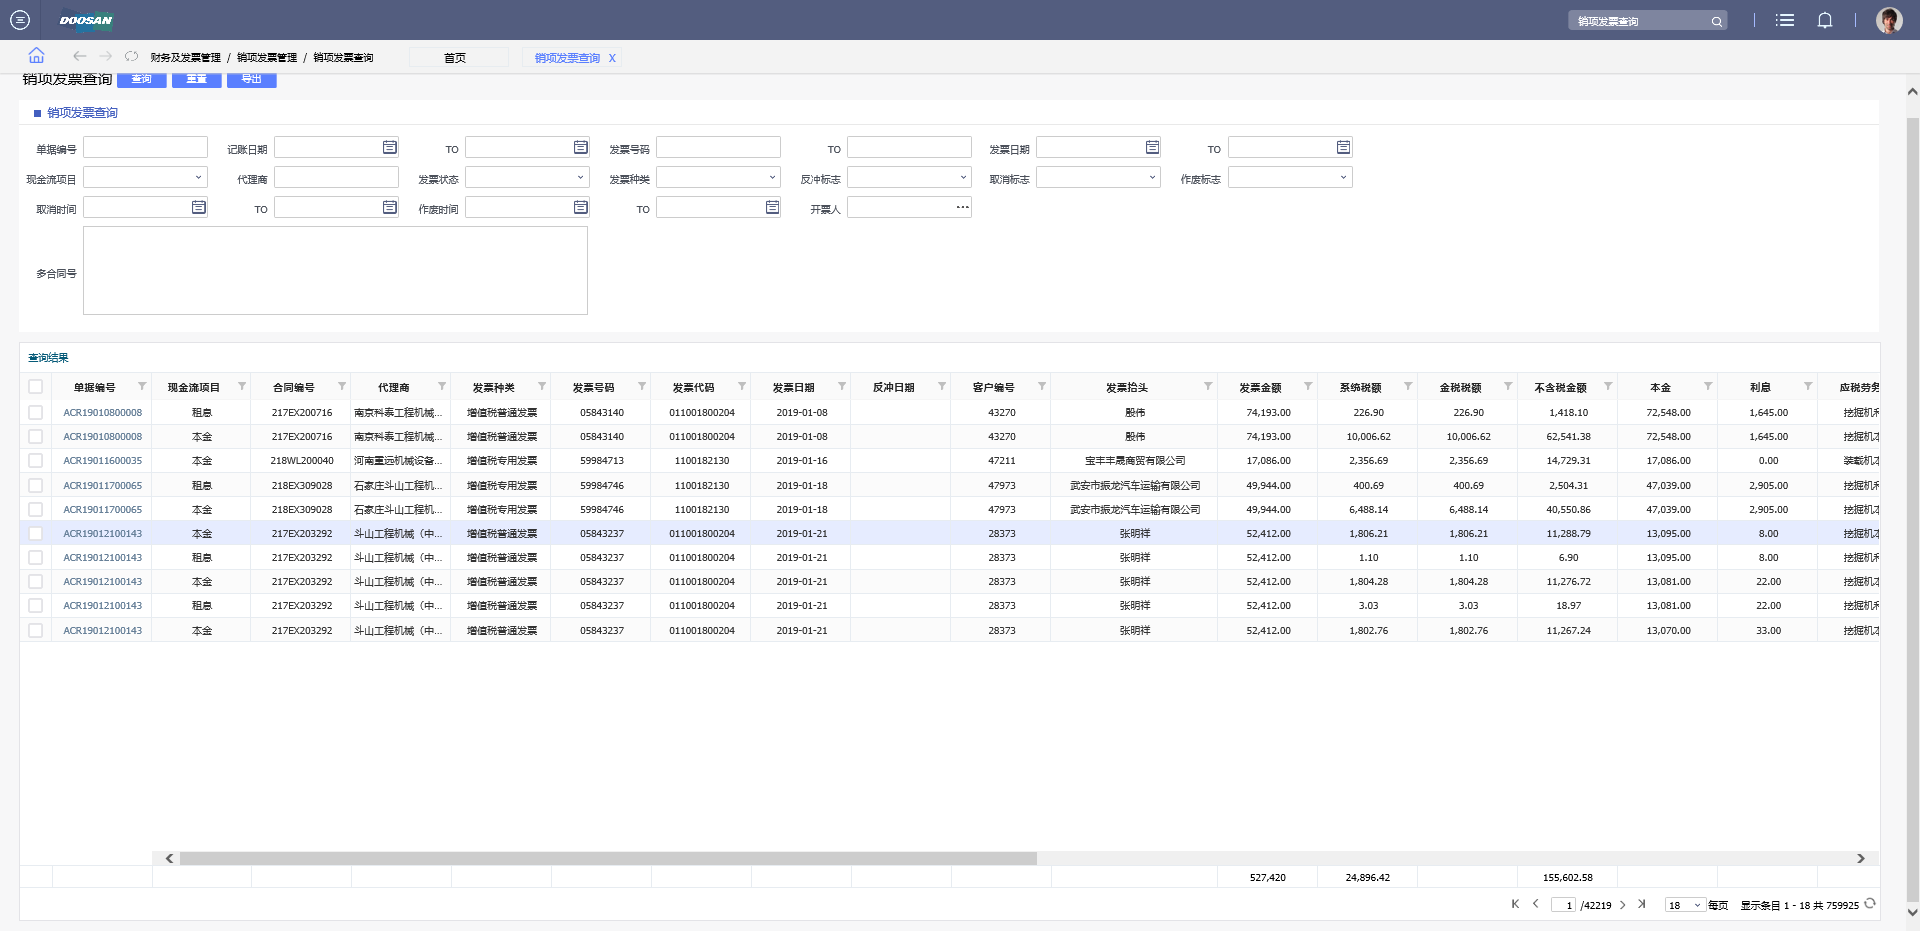 DOOSAN
销项发票查询
财务及发票管理 / 销项发票管理 / 销项发票查询
首页
销项发票查询 X
销项发票查询 查询 重置 导出
销项发票查询
单据编号 记账日期 TO 发票号码 TO 发票日期 TO
现金流项目 代理商 发票状态 发票种类 反冲标志 取消标志 作废标志
取消时间 TO 作废时间 TO 开票人 ...
多合同号
查询结果
单据编号 现金流项目 合同编号 代理商 发票种类 发票号码 发票代码 发票日期 反冲日期 客户编号 发票抬头 发票金额 系统税额 金税税额 不含税金额 本金 利息 应税劳务
ACR19010800008 租息 217EX200716 南京科泰工程机械... 增值税普通发票 05843140 011001800204 2019-01-08 43270 殷伟 74,193.00 226.90 226.90 1,418.10 72,548.00 1,645.00 挖掘机利
ACR19010800008 本金 217EX200716 南京科泰工程机械... 增值税普通发票 05843140 011001800204 2019-01-08 43270 殷伟 74,193.00 10,006.62 10,006.62 62,541.38 72,548.00 1,645.00 挖掘机本
ACR19011600035 本金 218WL200040 河南重远机械设备... 增值税专用发票 59984713 1100182130 2019-01-16 47211 宝丰丰晟商贸有限公司 17,086.00 2,356.69 2,356.69 14,729.31 17,086.00 0.00 装载机本
ACR19011700065 租息 218EX309028 石家庄斗山工程机... 增值税专用发票 59984746 1100182130 2019-01-18 47973 武安市振龙汽车运输有限公司 49,944.00 400.69 400.69 2,504.31 47,039.00 2,905.00 挖掘机利
ACR19011700065 本金 218EX309028 石家庄斗山工程机... 增值税专用发票 59984746 1100182130 2019-01-18 47973 武安市振龙汽车运输有限公司 49,944.00 6,488.14 6,488.14 40,550.86 47,039.00 2,905.00 挖掘机本
ACR19012100143 本金 217EX203292 斗山工程机械（中... 增值税普通发票 05843237 011001800204 2019-01-21 28373 张明祥 52,412.00 1,806.21 1,806.21 11,288.79 13,095.00 8.00 挖掘机本
ACR19012100143 租息 217EX203292 斗山工程机械（中... 增值税普通发票 05843237 011001800204 2019-01-21 28373 张明祥 52,412.00 1.10 1.10 6.90 13,095.00 8.00 挖掘机利
ACR19012100143 本金 217EX203292 斗山工程机械（中... 增值税普通发票 05843237 011001800204 2019-01-21 28373 张明祥 52,412.00 1,804.28 1,804.28 11,276.72 13,081.00 22.00 挖掘机本
ACR19012100143 租息 217EX203292 斗山工程机械（中... 增值税普通发票 05843237 011001800204 2019-01-21 28373 张明祥 52,412.00 3.03 3.03 18.97 13,081.00 22.00 挖掘机利
ACR19012100143 本金 217EX203292 斗山工程机械（中... 增值税普通发票 05843237 011001800204 2019-01-21 28373 张明祥 52,412.00 1,802.76 1,802.76 11,267.24 13,070.00 33.00 挖掘机本
527,420 24,896.42 155,602.58
1 /42219 18 每页 显示条目 1 - 18 共 759925